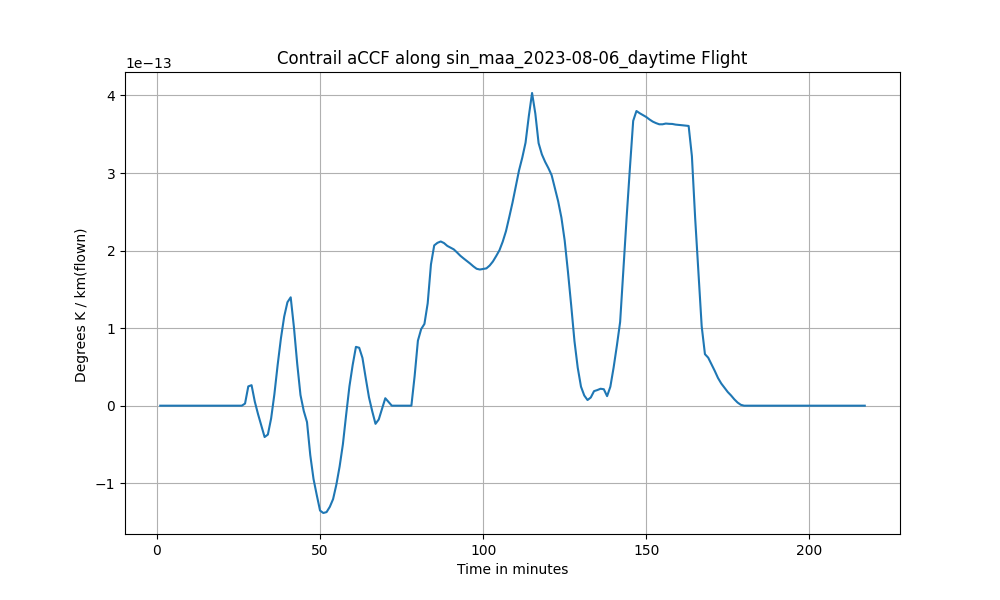 Contrail aCCF along sin_maa_2023-08-06_daytime Flight
1e−13
4
3
2
1
0
−1
Degrees K / km(flown)
0
50
100
150
200
Time in minutes